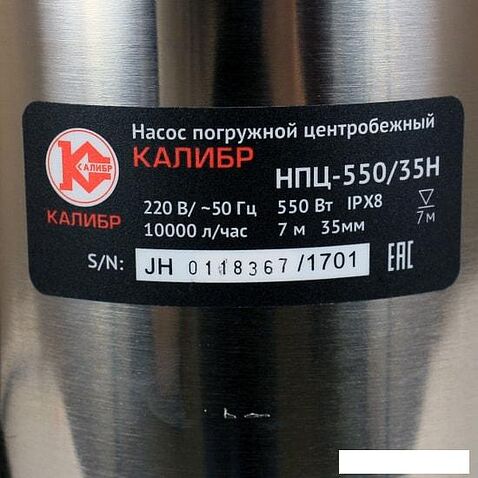 Насос погружной центробежный
КАЛИБР
КАЛИБР
КАЛИБР
НПЦ-550/35Н
220 В/ ~50 Гц 550 Вт IPX8
10000 л/час 7 м 35мм
7 м
S/N: JH 0118367 /1701 EAC